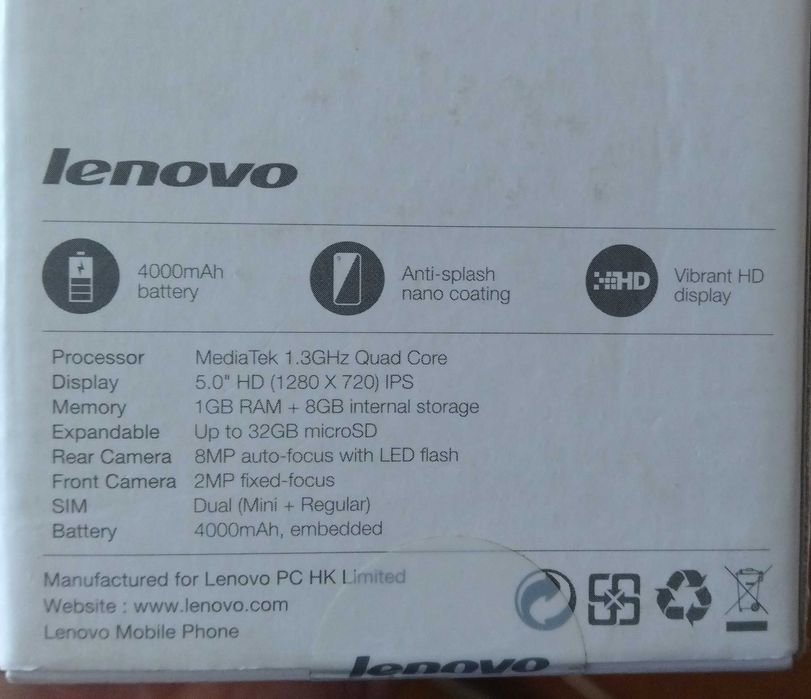 lenovo
4000mAh
battery
Anti-splash
nano coating
HD
Vibrant HD
display
Processor MediaTek 1.3GHz Quad Core
Display 5.0" HD (1280 X 720) IPS
Memory 1GB RAM + 8GB internal storage
Expandable Up to 32GB microSD
Rear Camera 8MP auto-focus with LED flash
Front Camera 2MP fixed-focus
SIM Dual (Mini + Regular)
Battery 4000mAh, embedded
Manufactured for Lenovo PC HK Limited
Website : www.lenovo.com
Lenovo Mobile Phone
lenovo